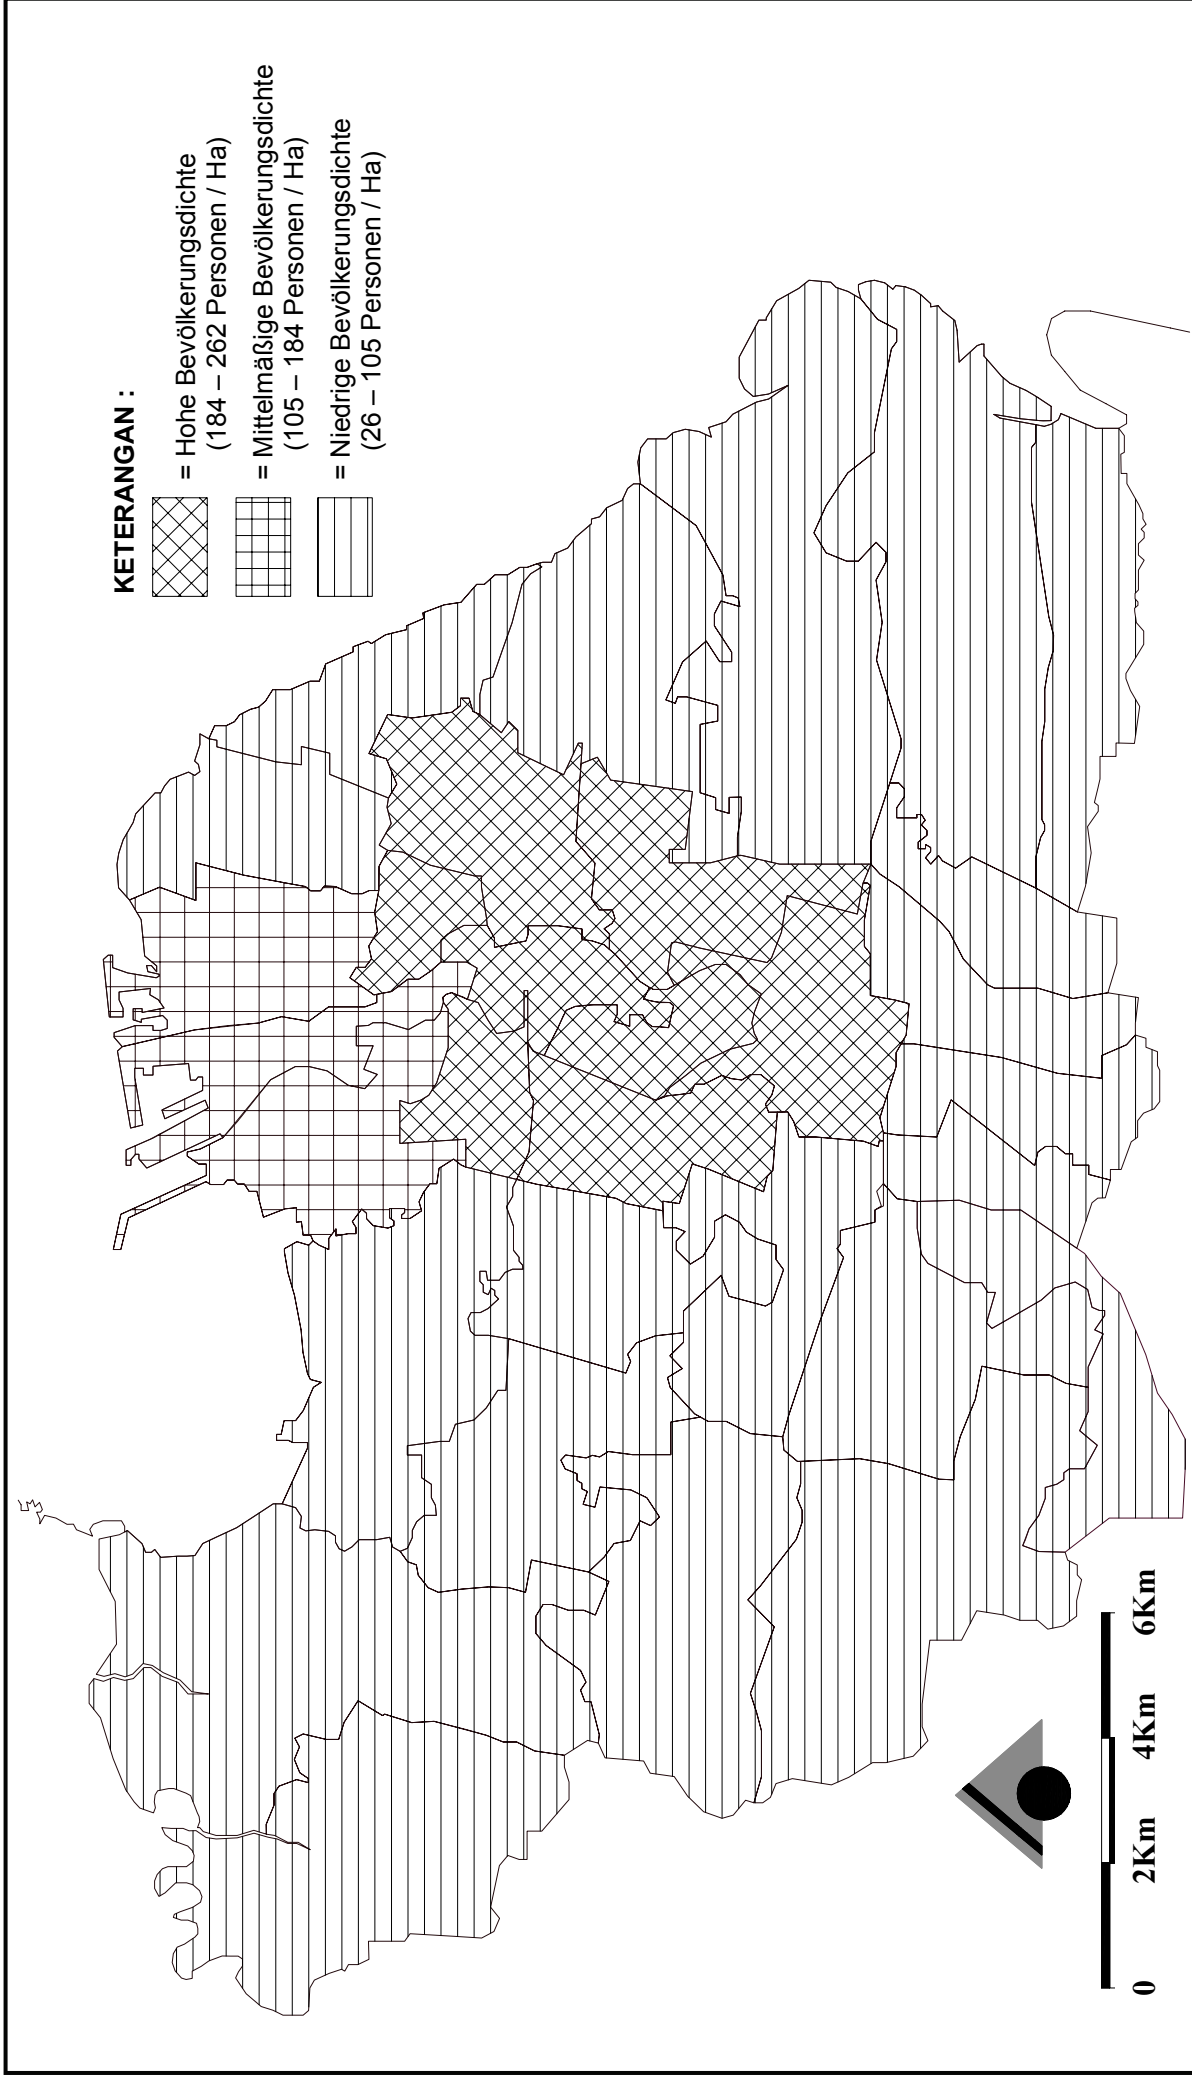 KETERANGAN :
= Hohe Bevölkerungsdichte
(184 – 262 Personen / Ha)
= Mittelmäßige Bevölkerungsdichte
(105 – 184 Personen / Ha)
= Niedrige Bevölkerungsdichte
(26 – 105 Personen / Ha)
0 2Km 4Km 6Km